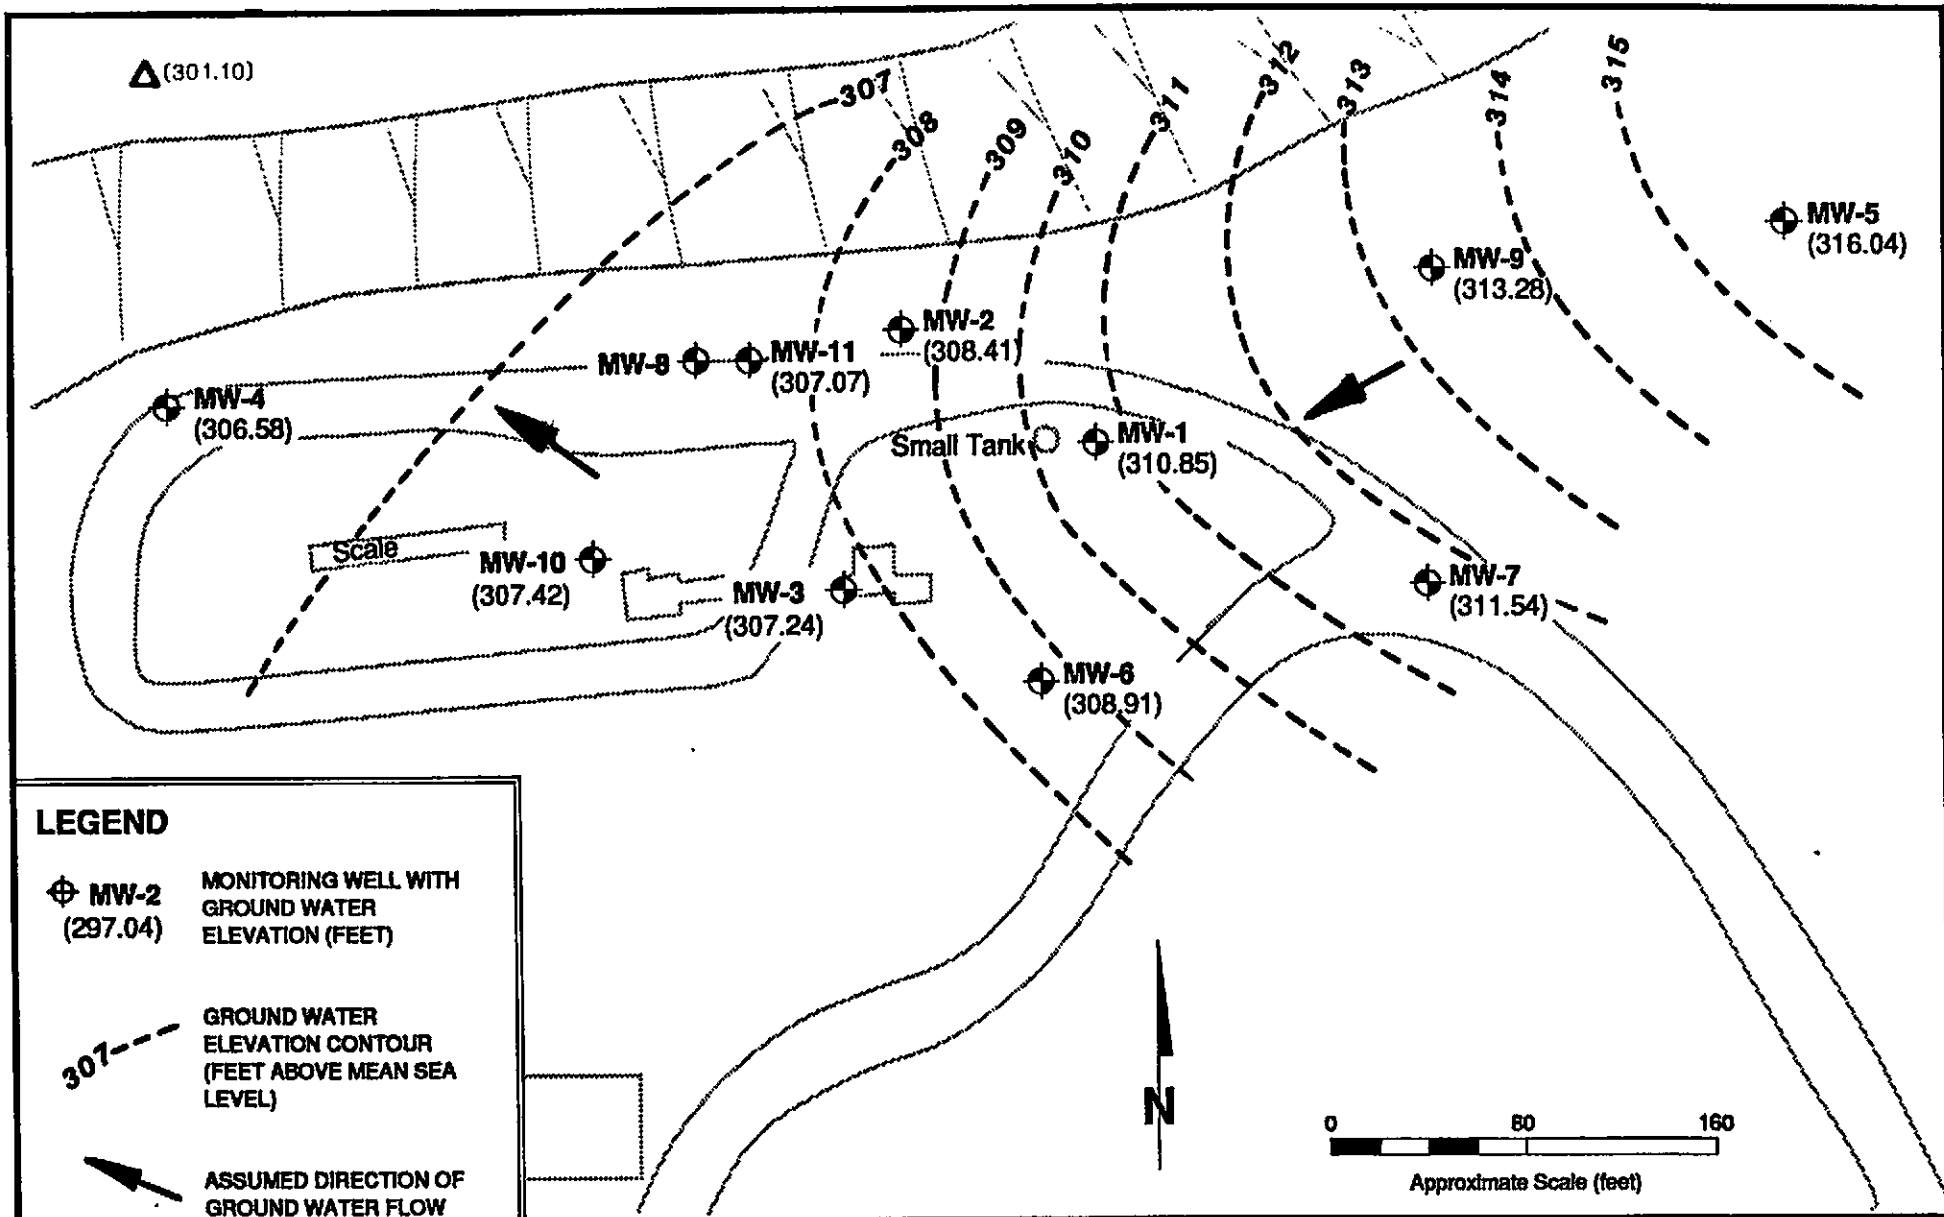 (301.10)
307
308
309
310
311
312
313
314
315
MW-5
(316.04)
MW-9
(313.28)
MW-2
(308.41)
MW-8
MW-11
(307.07)
MW-4
(306.58)
Small Tank
MW-1
(310.85)
Scale
MW-10
(307.42)
MW-3
(307.24)
MW-7
(311.54)
MW-6
(308.91)
LEGEND
MW-2
(297.04)
MONITORING WELL WITH
GROUND WATER
ELEVATION (FEET)
307
GROUND WATER
ELEVATION CONTOUR
(FEET ABOVE MEAN SEA
LEVEL)
ASSUMED DIRECTION OF
GROUND WATER FLOW
N
0 80 160
Approximate Scale (feet)